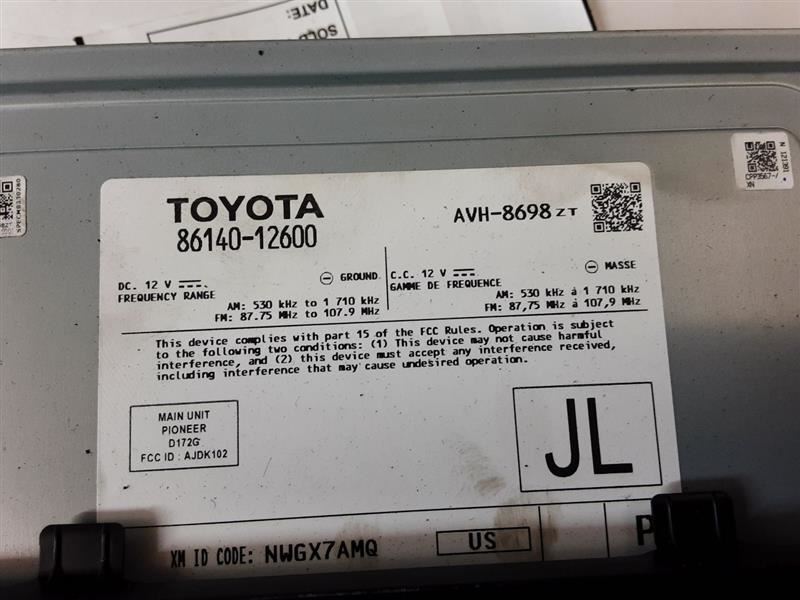 SOLD
DATE:
N 121391
CPP3567-/
XN
SPECMB3130280
TOYOTA
86140-12600
AVH-8698 ZT
DC. 12 V
GROUND
FREQUENCY RANGE
AM: 530 kHz to 1 710 kHz
FM: 87.75 MHz to 107.9 MHz
C.C. 12 V
MASSE
GAMME DE FREQUENCE
AM: 530 kHz à 1 710 kHz
FM: 87,75 MHz à 107,9 MHz
This device complies with part 15 of the FCC Rules. Operation is subject
to the following two conditions: (1) This device may not cause harmful
interference, and (2) this device must accept any interference received,
including interference that may cause undesired operation.
MAIN UNIT
PIONEER
D172G
FCC ID : AJDK102
JL
XM ID CODE: NWGX7AMQ
US
P